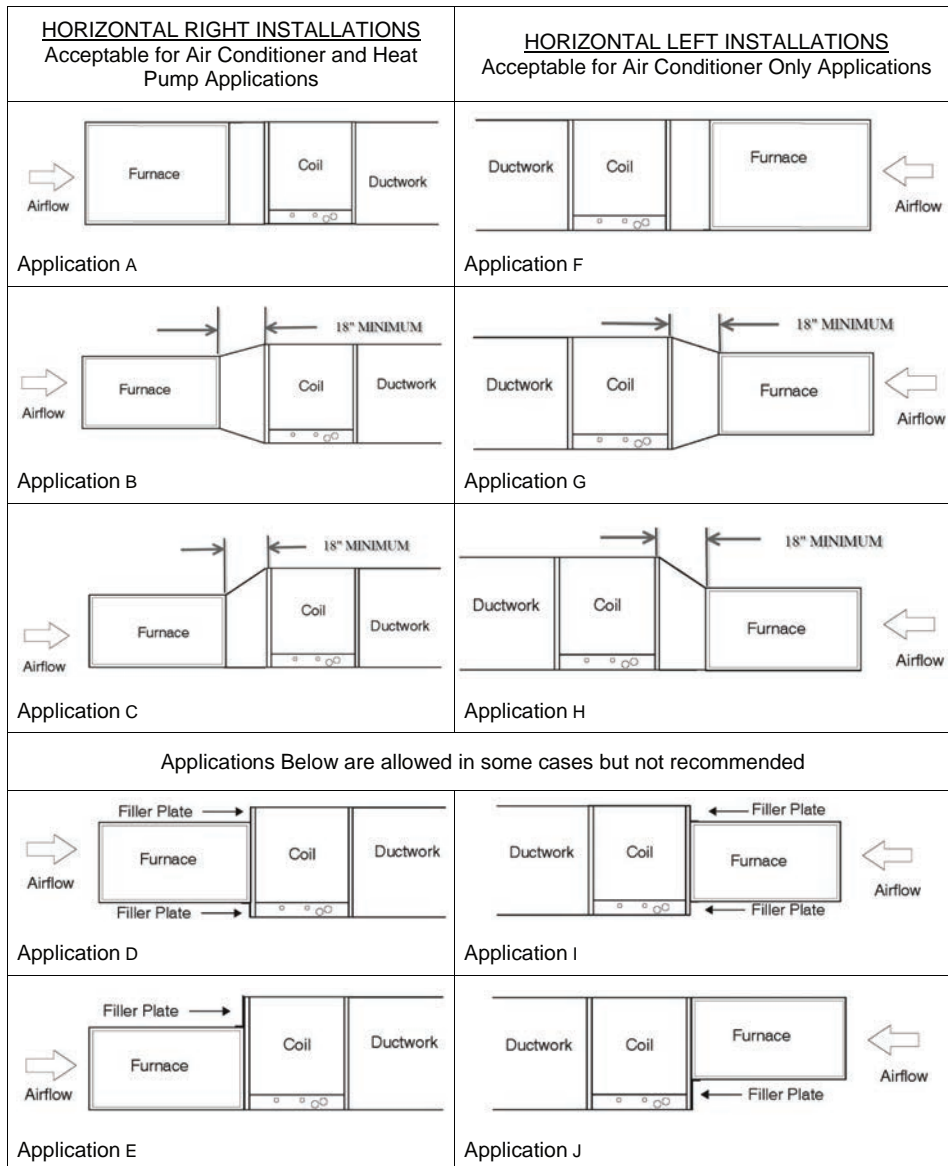 HORIZONTAL RIGHT INSTALLATIONS
Acceptable for Air Conditioner and Heat
Pump Applications
HORIZONTAL LEFT INSTALLATIONS
Acceptable for Air Conditioner Only Applications
Airflow
Furnace
Coil
Ductwork
Application A
Ductwork
Coil
Furnace
Airflow
Application F
18" MINIMUM
Airflow
Furnace
Coil
Ductwork
Application B
18" MINIMUM
Ductwork
Coil
Furnace
Airflow
Application G
18" MINIMUM
Airflow
Furnace
Coil
Ductwork
Application C
18" MINIMUM
Ductwork
Coil
Furnace
Airflow
Application H
Applications Below are allowed in some cases but not recommended
Filler Plate
Airflow
Furnace
Coil
Ductwork
Filler Plate
Application D
Filler Plate
Ductwork
Coil
Furnace
Airflow
Filler Plate
Application I
Filler Plate
Airflow
Furnace
Coil
Ductwork
Application E
Ductwork
Coil
Furnace
Airflow
Filler Plate
Application J